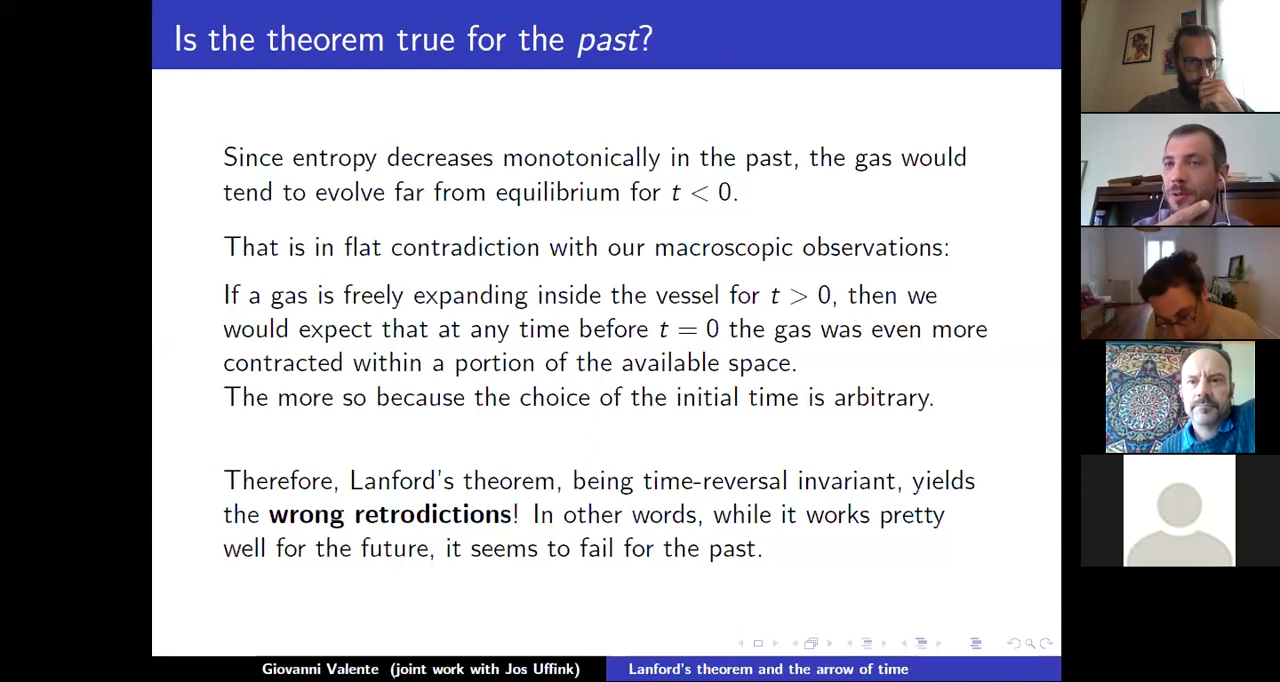 Is the theorem true for the past?
Since entropy decreases monotonically in the past, the gas would
tend to evolve far from equilibrium for t < 0.
That is in flat contradiction with our macroscopic observations:
If a gas is freely expanding inside the vessel for t > 0, then we
would expect that at any time before t = 0 the gas was even more
contracted within a portion of the available space.
The more so because the choice of the initial time is arbitrary.
Therefore, Lanford's theorem, being time-reversal invariant, yields
the wrong retrodictions! In other words, while it works pretty
well for the future, it seems to fail for the past.
Giovanni Valente (joint work with Jos Uffink)
Lanford's theorem and the arrow of time